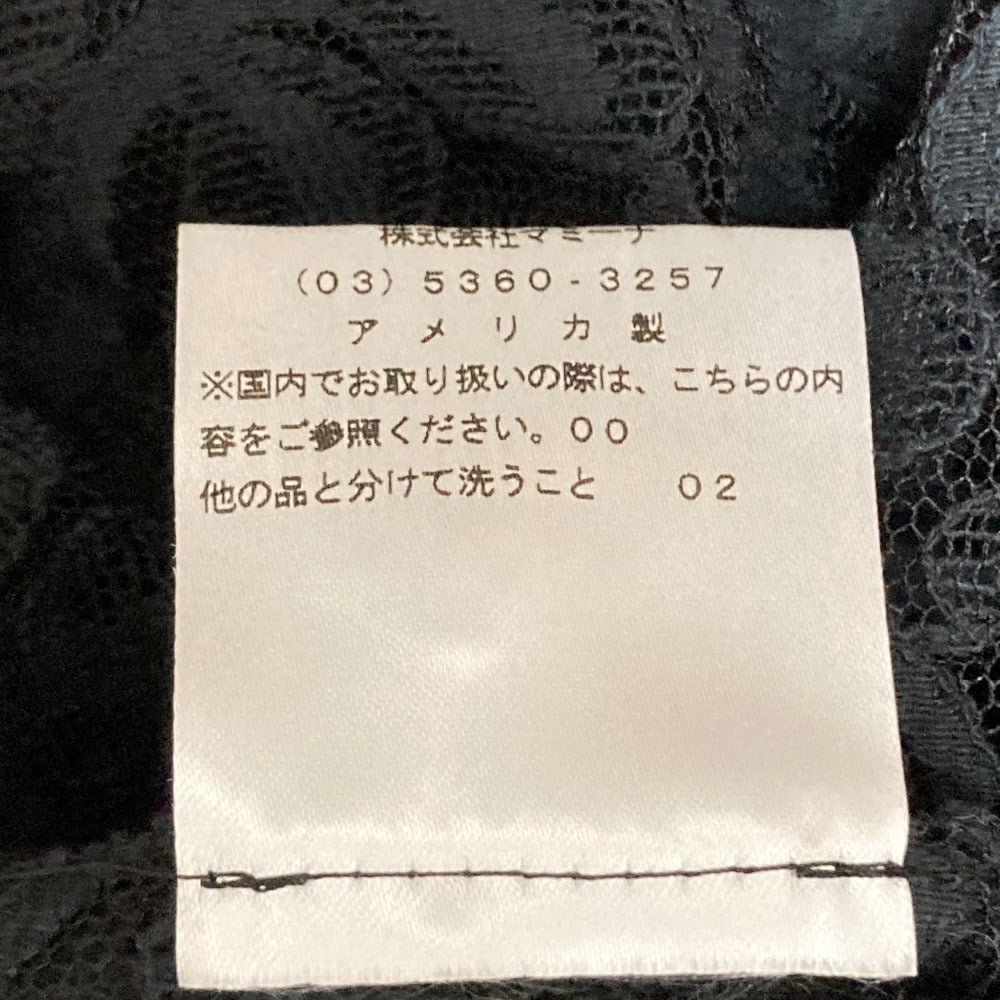 株式会社マミーナ
（０３）５３６０－３２５７
アメリカ製
※国内でお取り扱いの際は、こちらの内
容をご参照ください。００
他の品と分けて洗うこと　　０２